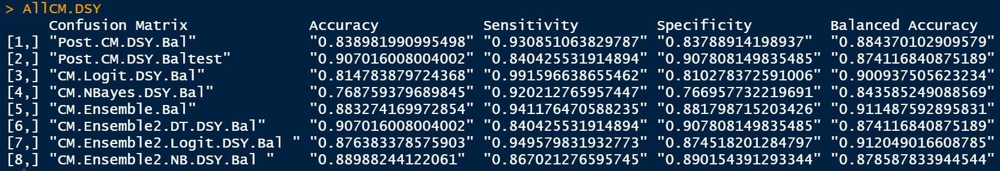 > AllCM.DSY
Confusion Matrix Accuracy Sensitivity Specificity Balanced Accuracy
[1,] "Post.CM.DSY.Bal" "0.838981990995498" "0.930851063829787" "0.83788914198937" "0.884370102909579"
[2,] "Post.CM.DSY.Baltest" "0.907016008004002" "0.840425531914894" "0.907808149835485" "0.874116840875189"
[3,] "CM.Logit.DSY.Bal" "0.814783879724368" "0.991596638655462" "0.810278372591006" "0.900937505623234"
[4,] "CM.NBayes.DSY.Bal" "0.768759379689845" "0.920212765957447" "0.766957732219691" "0.843585249088569"
[5,] "CM.Ensemble.Bal" "0.883274169972854" "0.941176470588235" "0.881798715203426" "0.911487592895831"
[6,] "CM.Ensemble2.DT.DSY.Bal" "0.907016008004002" "0.840425531914894" "0.907808149835485" "0.874116840875189"
[7,] "CM.Ensemble2.Logit.DSY.Bal " "0.876383378575903" "0.949579831932773" "0.874518201284797" "0.912049016608785"
[8,] "CM.Ensemble2.NB.DSY.Bal " "0.88988244122061" "0.867021276595745" "0.890154391293344" "0.878587833944544"